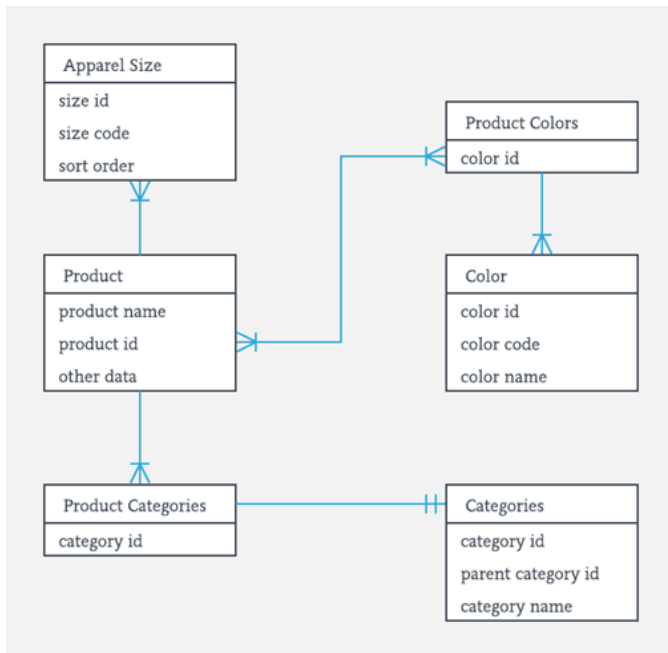 Apparel Size
size id
size code
sort order
Product Colors
color id
Product
product name
product id
other data
Color
color id
color code
color name
Product Categories
category id
Categories
category id
parent category id
category name